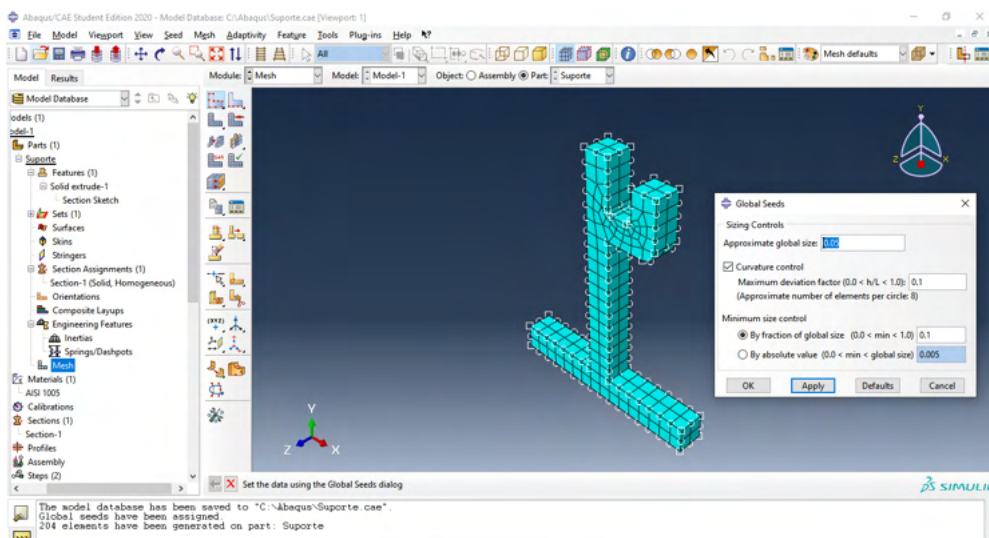 Abaqus/CAE Student Edition 2020 - Model Database: C:\Abaqus\Suporte.cae [Viewport: 1]
File Model Viewport View Seed Mesh Adaptivity Feature Tools Plug-ins Help
All
Mesh defaults
Model Results
Module: Mesh Model: Model-1 Object: Assembly Part: Suporte
Model Database
odels (1)
odel-1
Parts (1)
Suporte
Features (1)
Solid extrude-1
Section Sketch
Sets (1)
Surfaces
Skins
Stringers
Section Assignments (1)
Section-1 (Solid, Homogeneous)
Orientations
Composite Layups
Engineering Features
Inertias
Springs/Dashpots
Mesh
Materials (1)
AISI 1005
Calibrations
Sections (1)
Section-1
Profiles
Assembly
Steps (2)
(XYZ)
Y
Z
X
Y
Z
X
Global Seeds
Sizing Controls
Approximate global size: 0.05
Curvature control
Maximum deviation factor (0.0 < h/L < 1.0): 0.1
(Approximate number of elements per circle: 8)
Minimum size control
By fraction of global size (0.0 < min < 1.0) 0.1
By absolute value (0.0 < min < global size) 0.005
OK Apply Defaults Cancel
Set the data using the Global Seeds dialog
SIMULI
The model database has been saved to "C:\Abaqus\Suporte.cae".
Global seeds have been assigned.
204 elements have been generated on part: Suporte